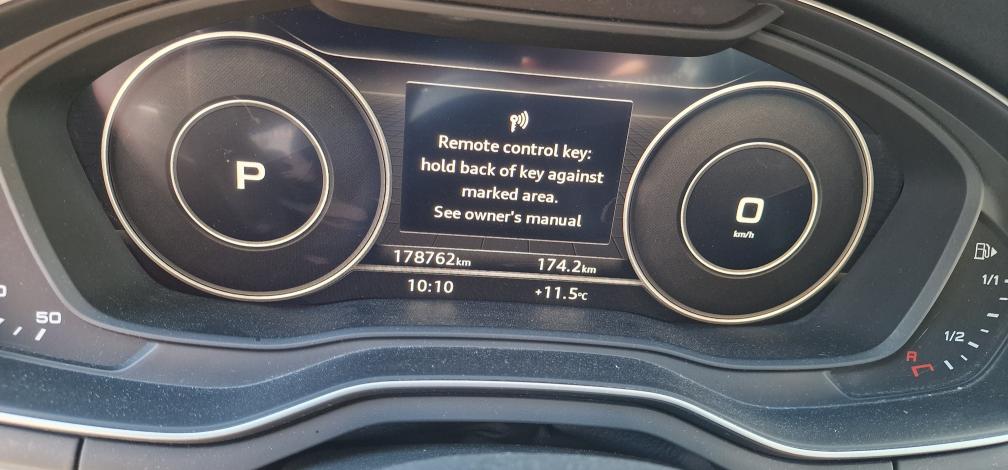 P
Remote control key:
hold back of key against
marked area.
See owner's manual
0
km/h
178762km
174.2km
10:10
+11.5°C
50
1/1
1/2
R